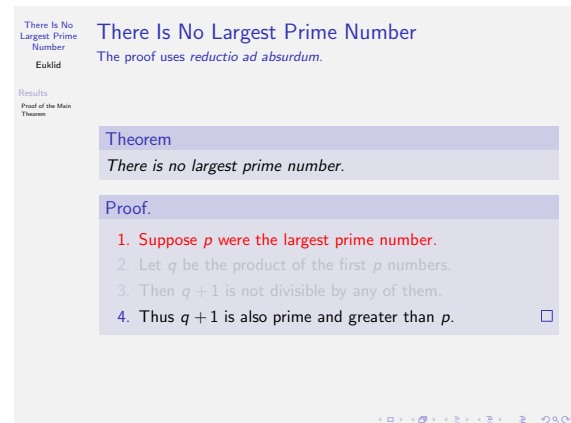 There Is No
Largest Prime
Number
Euklid
Results
Proof of the Main
Theorem
There Is No Largest Prime Number
The proof uses reductio ad absurdum.
Theorem
There is no largest prime number.
Proof.
1. Suppose p were the largest prime number.
2. Let q be the product of the first p numbers.
3. Then q + 1 is not divisible by any of them.
4. Thus q + 1 is also prime and greater than p.